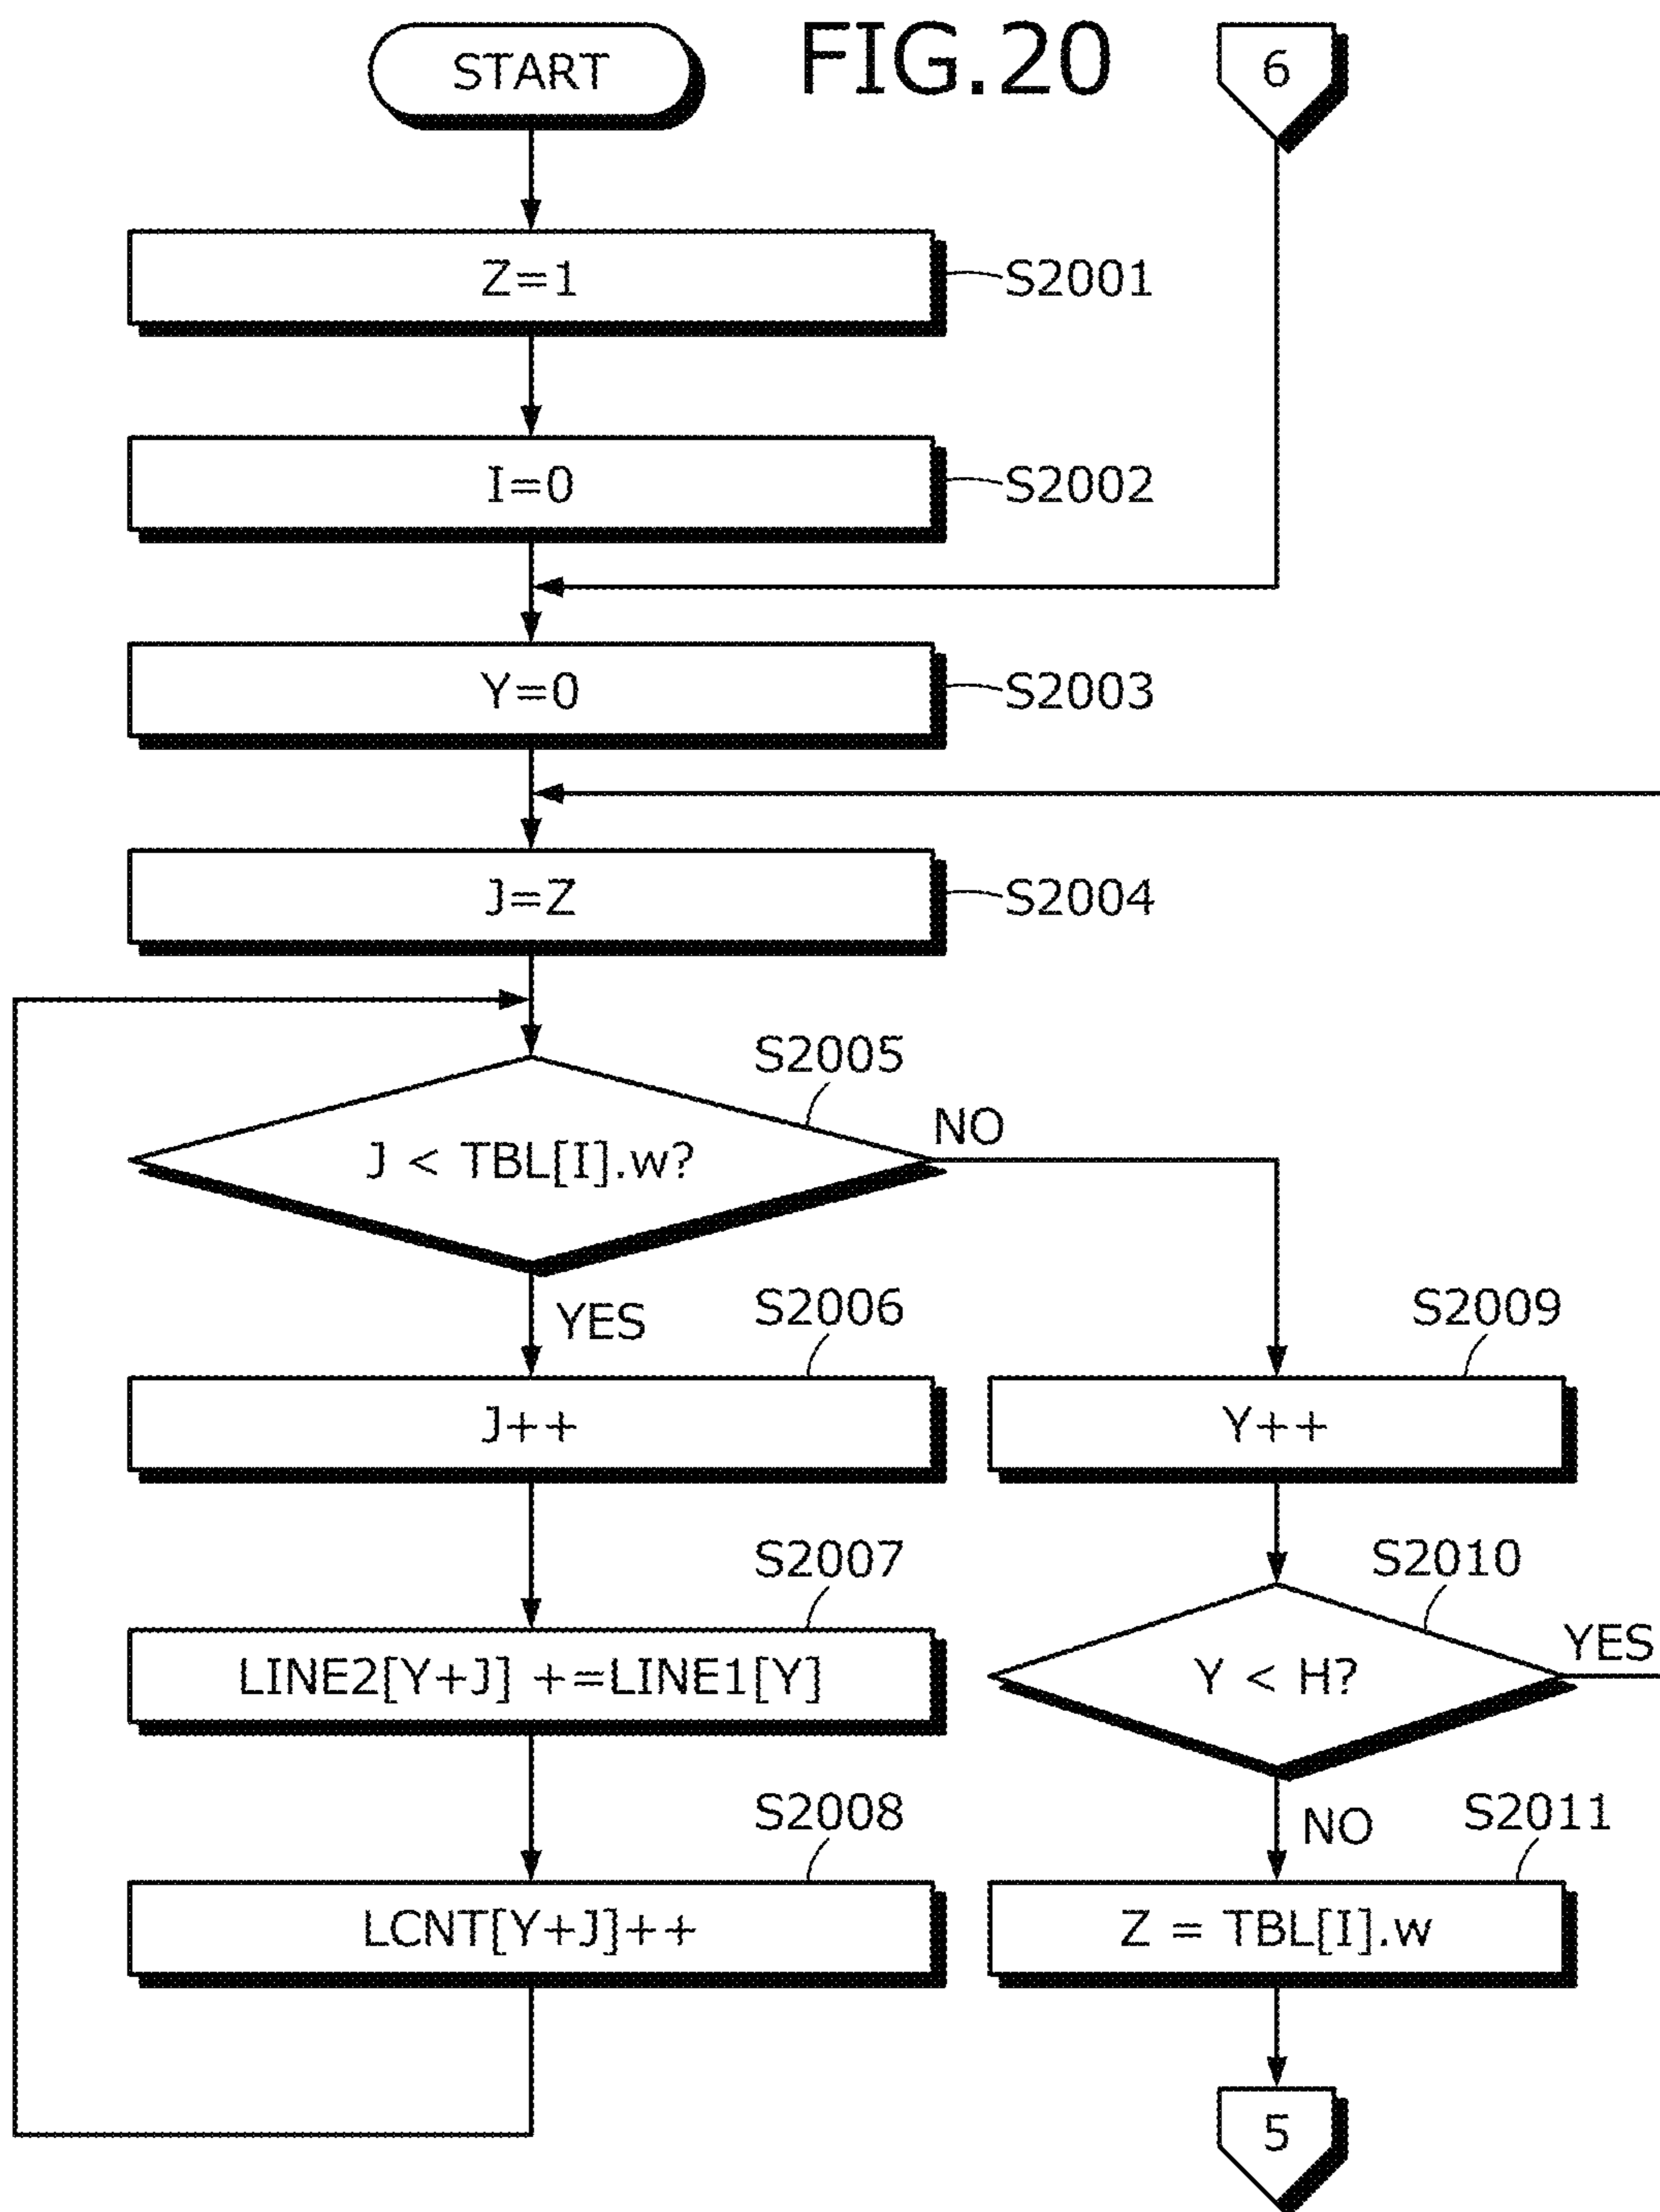 FIG.20
START
6
Z=1
S2001
I=0
S2002
Y=0
S2003
J=Z
S2004
S2005
J < TBL[I].w?
NO
YES
S2006
J++
S2009
Y++
S2007
LINE2[Y+J] +=LINE1[Y]
S2010
Y < H?
YES
NO
S2008
LCNT[Y+J]++
S2011
Z = TBL[I].w
5